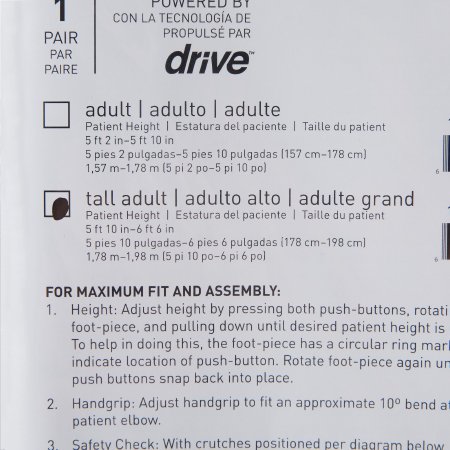 1
PAIR
PAR
PAIRE
POWERED BY
CON LA TECNOLOGÍA DE
PROPULSÉ PAR
drive™
adult | adulto | adulte
Patient Height | Estatura del paciente | Taille du patient
5 ft 2 in–5 ft 10 in
5 pies 2 pulgadas–5 pies 10 pulgadas (157 cm–178 cm)
1,57 m–1,78 m (5 pi 2 po–5 pi 10 po)
tall adult | adulto alto | adulte grand
Patient Height | Estatura del paciente | Taille du patient
5 ft 10 in–6 ft 6 in
5 pies 10 pulgadas–6 pies 6 pulgadas (178 cm–198 cm)
1,78 m–1,98 m (5 pi 10 po–6 pi 6 po)
FOR MAXIMUM FIT AND ASSEMBLY:
1. Height: Adjust height by pressing both push-buttons, rotati
foot-piece, and pulling down until desired patient height is
To help in doing this, the foot-piece has a circular ring mark
indicate location of push-button. Rotate foot-piece again un
push buttons snap back into place.
2. Handgrip: Adjust handgrip to fit an approximate 10º bend at
patient elbow.
3. Safety Check: With crutches positioned per diagram below